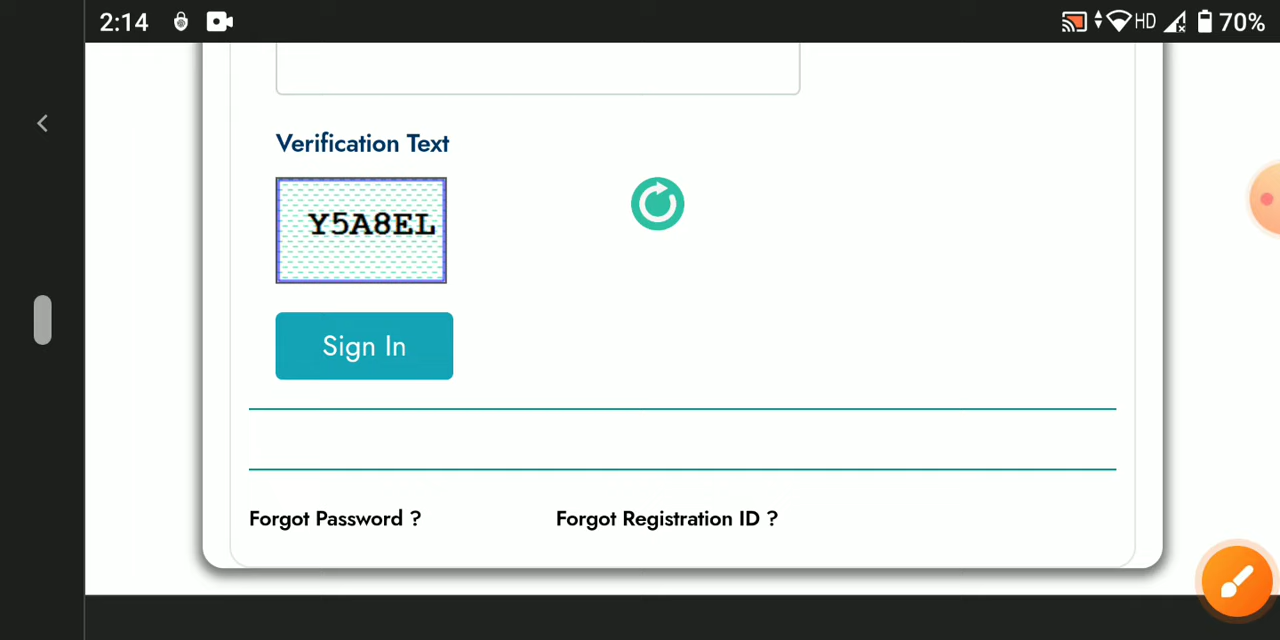 2:14 HD 70%
Verification Text
Y5A8EL
Sign In
Forgot Password ? Forgot Registration ID ?